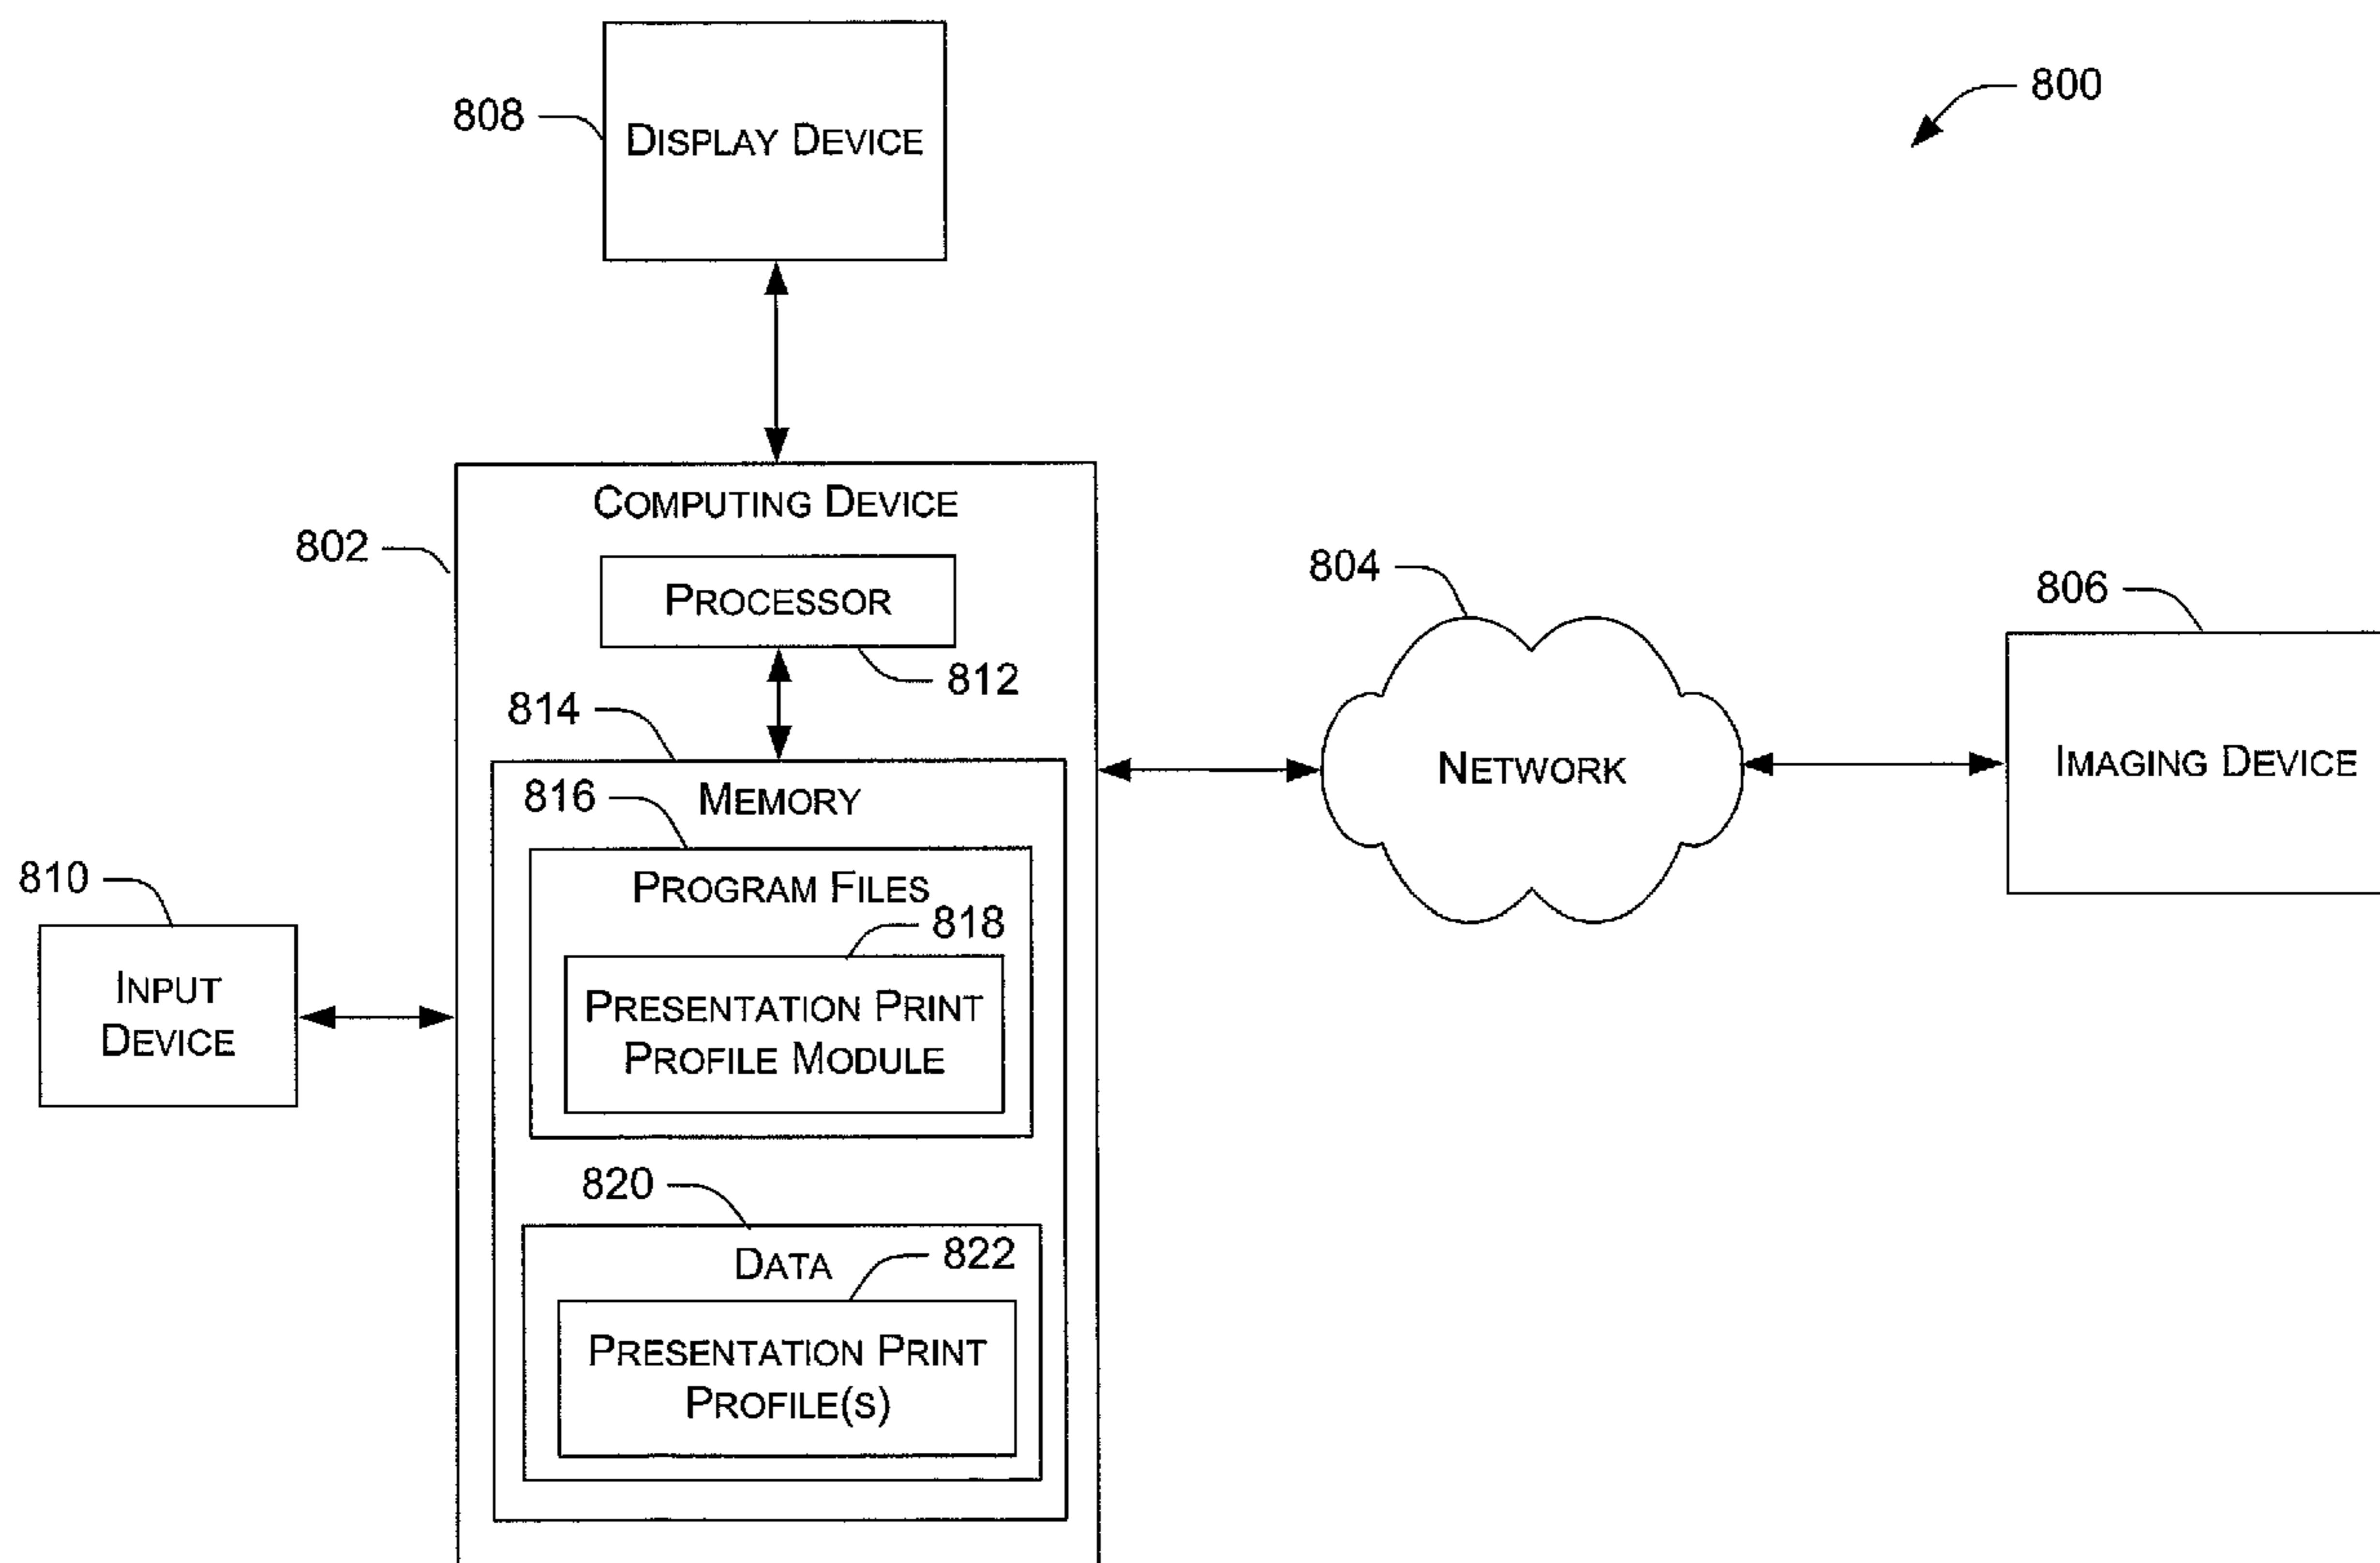 800
808
DISPLAY DEVICE
802
COMPUTING DEVICE
PROCESSOR
812
814
MEMORY
816
PROGRAM FILES
818
PRESENTATION PRINT
PROFILE MODULE
820
DATA
822
PRESENTATION PRINT
PROFILE(S)
810
INPUT
DEVICE
804
NETWORK
806
IMAGING DEVICE